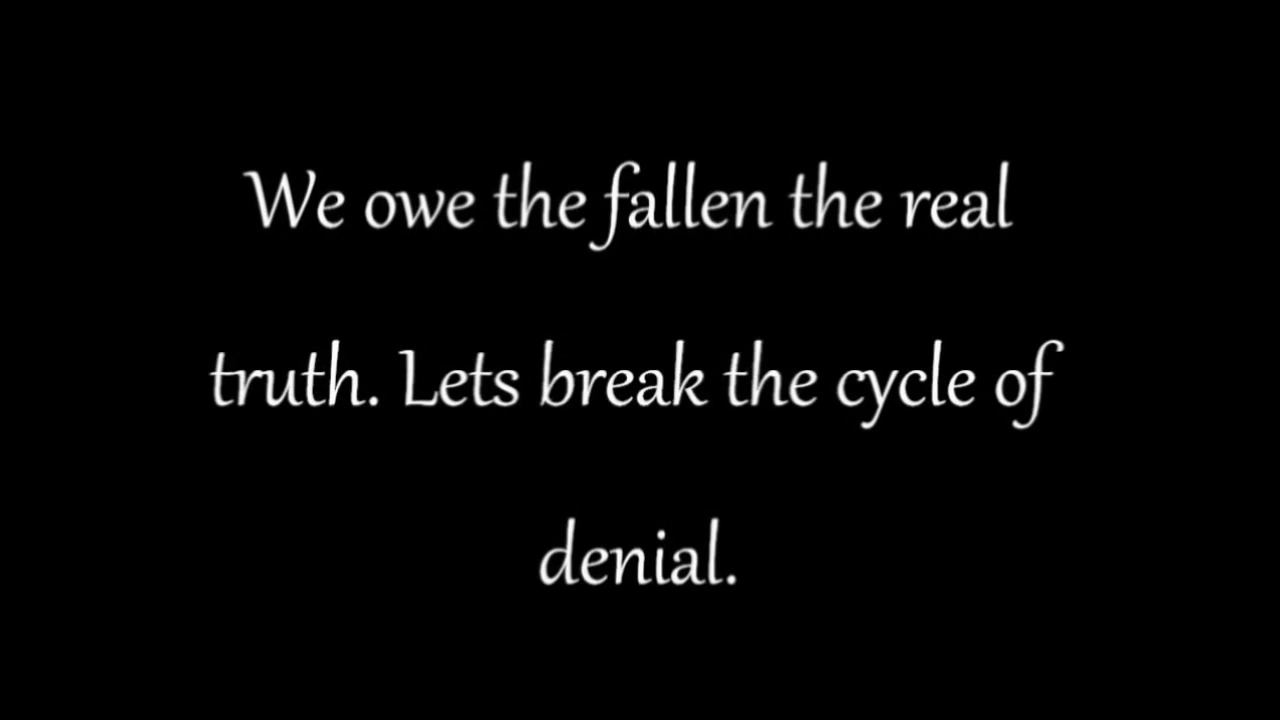 We owe the fallen the real
truth. Lets break the cycle of
denial.